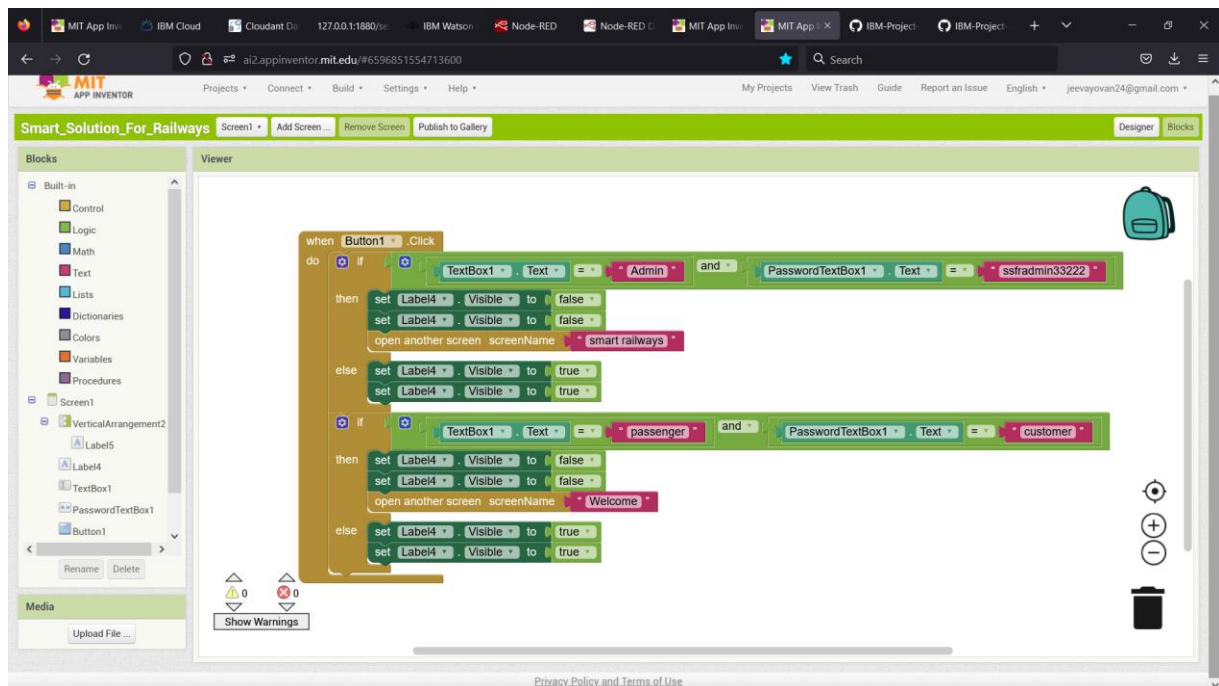 MIT App Inv IBM Cloud Cloudant Da 127.0.0.1:1880/se IBM Watson Node-RED Node-RED D MIT App Inv MIT App I IBM-Project IBM-Project
ai2.appinventor.mit.edu/#6596851554713600 Search
MIT APP INVENTOR Projects Connect Build Settings Help My Projects View Trash Guide Report an Issue English jeevayovan24@gmail.com
Smart_Solution_For_Railways Screen1 Add Screen ... Remove Screen Publish to Gallery Designer Blocks
Blocks Viewer
Built-in
Control
Logic
Math
Text
Lists
Dictionaries
Colors
Variables
Procedures
Screen1
VerticalArrangement2
Label5
Label4
TextBox1
PasswordTextBox1
Button1
Rename Delete
Media
Upload File ...
when Button1 .Click
do if TextBox1 . Text = " Admin " and PasswordTextBox1 . Text = " ssfradmin33222 "
then set Label4 . Visible to false
set Label4 . Visible to false
open another screen screenName " smart railways "
else set Label4 . Visible to true
set Label4 . Visible to true
if TextBox1 . Text = " passenger " and PasswordTextBox1 . Text = " customer "
then set Label4 . Visible to false
set Label4 . Visible to false
open another screen screenName " Welcome "
else set Label4 . Visible to true
set Label4 . Visible to true
0 0
Show Warnings
Privacy Policy and Terms of Use